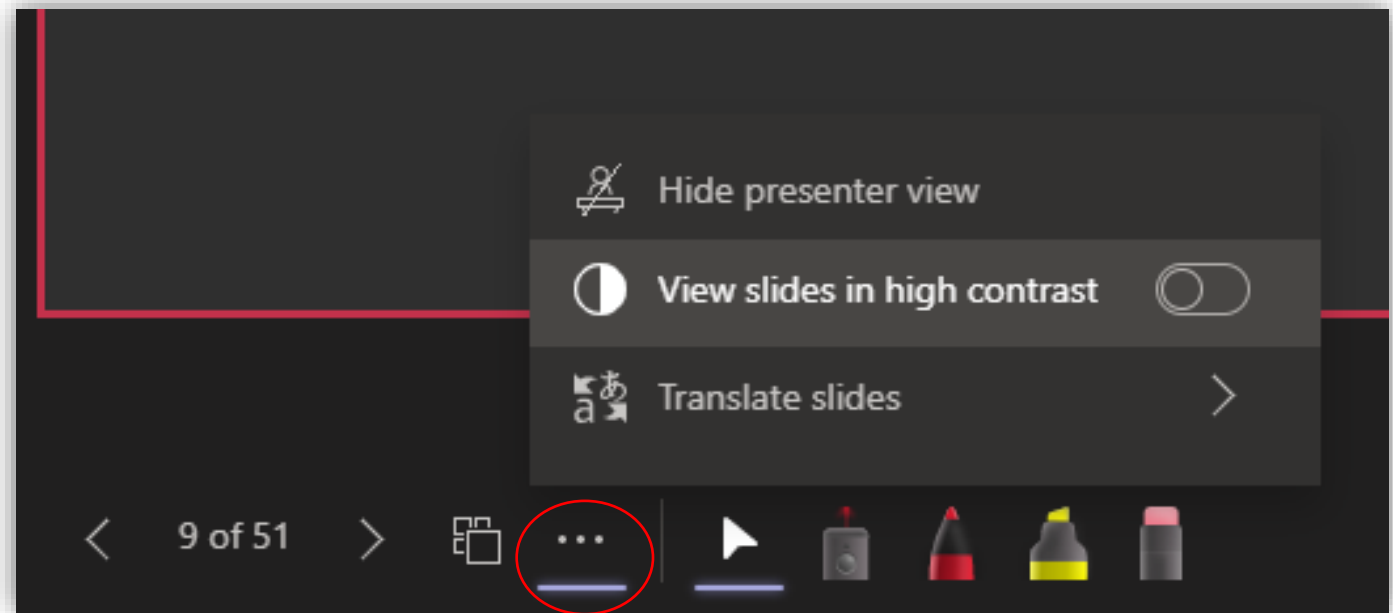 Hide presenter view
View slides in high contrast
Translate slides
9 of 51